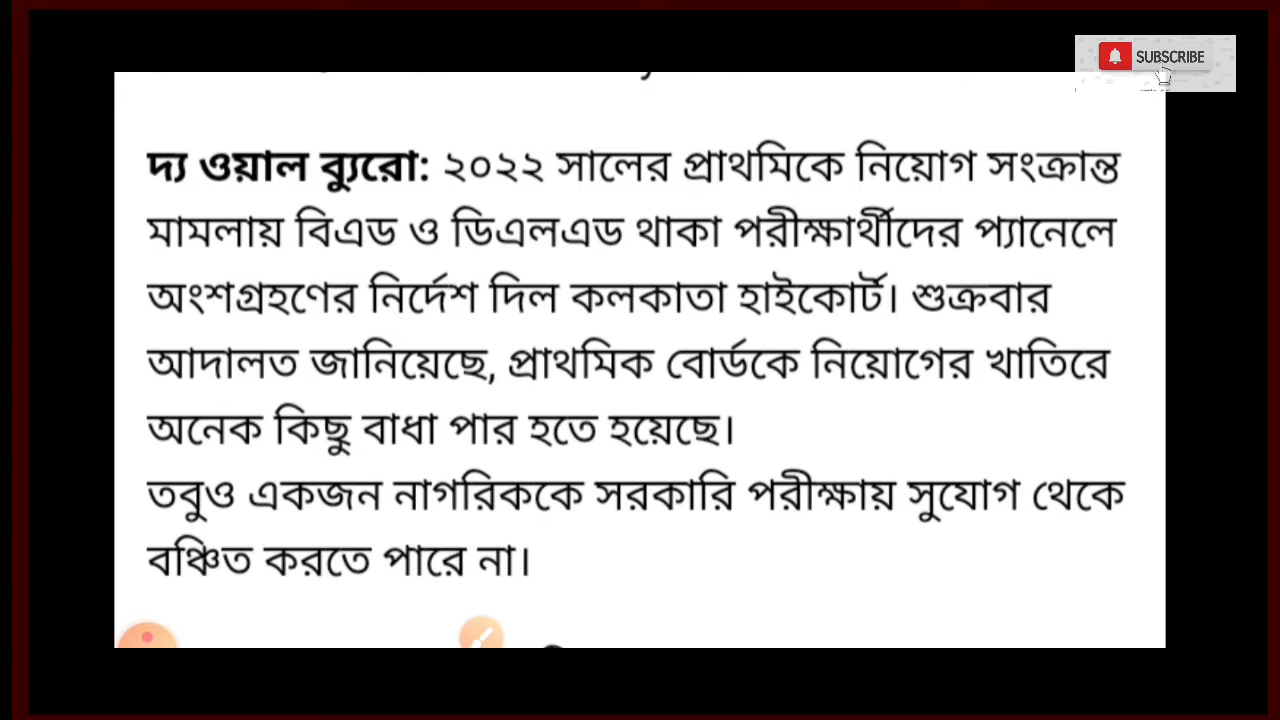 SUBSCRIBE
দ্য ওয়াল ব্যুরো: ২০২২ সালের প্রাথমিকে নিয়োগ সংক্রান্ত
মামলায় বিএড ও ডিএলএড থাকা পরীক্ষার্থীদের প্যানেলে
অংশগ্রহণের নির্দেশ দিল কলকাতা হাইকোর্ট। শুক্রবার
আদালত জানিয়েছে, প্রাথমিক বোর্ডকে নিয়োগের খাতিরে
অনেক কিছু বাধা পার হতে হয়েছে।
তবুও একজন নাগরিককে সরকারি পরীক্ষায় সুযোগ থেকে
বঞ্চিত করতে পারে না।